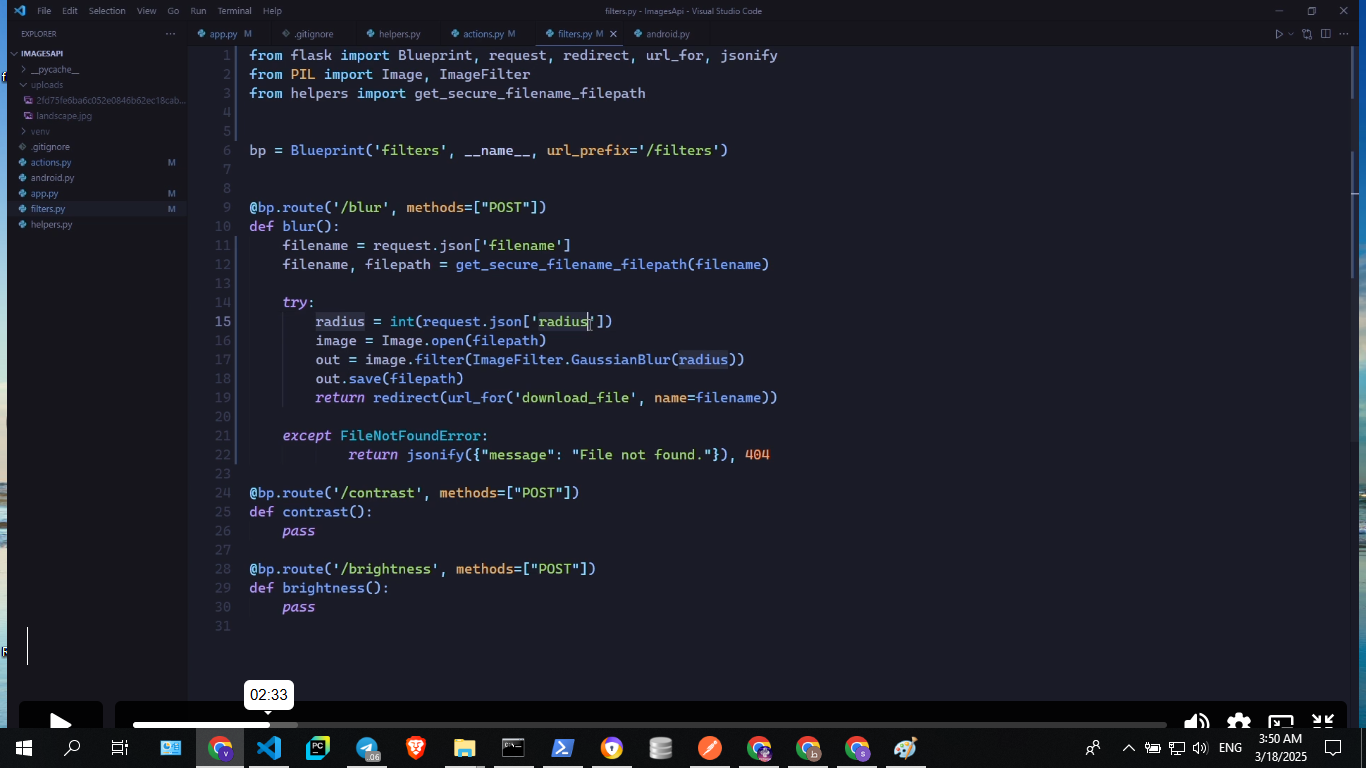 File Edit Selection View Go Run Terminal Help
filters.py - ImagesApi - Visual Studio Code
EXPLORER
IMAGESAPI
__pycache__
uploads
2fd75fe6ba6c052e0846b62ec18cab...
landscape.jpg
venv
.gitignore
actions.py M
android.py
app.py M
filters.py M
helpers.py
app.py M .gitignore helpers.py actions.py M filters.py M android.py
1 from flask import Blueprint, request, redirect, url_for, jsonify
2 from PIL import Image, ImageFilter
3 from helpers import get_secure_filename_filepath
4
5
6 bp = Blueprint('filters', __name__, url_prefix='/filters')
7
8
9 @bp.route('/blur', methods=["POST"])
10 def blur():
11 filename = request.json['filename']
12 filename, filepath = get_secure_filename_filepath(filename)
13
14 try:
15 radius = int(request.json['radius'])
16 image = Image.open(filepath)
17 out = image.filter(ImageFilter.GaussianBlur(radius))
18 out.save(filepath)
19 return redirect(url_for('download_file', name=filename))
20
21 except FileNotFoundError:
22 return jsonify({"message": "File not found."}), 404
23
24 @bp.route('/contrast', methods=["POST"])
25 def contrast():
26 pass
27
28 @bp.route('/brightness', methods=["POST"])
29 def brightness():
30 pass
31
02:33
ENG
3:50 AM
3/18/2025